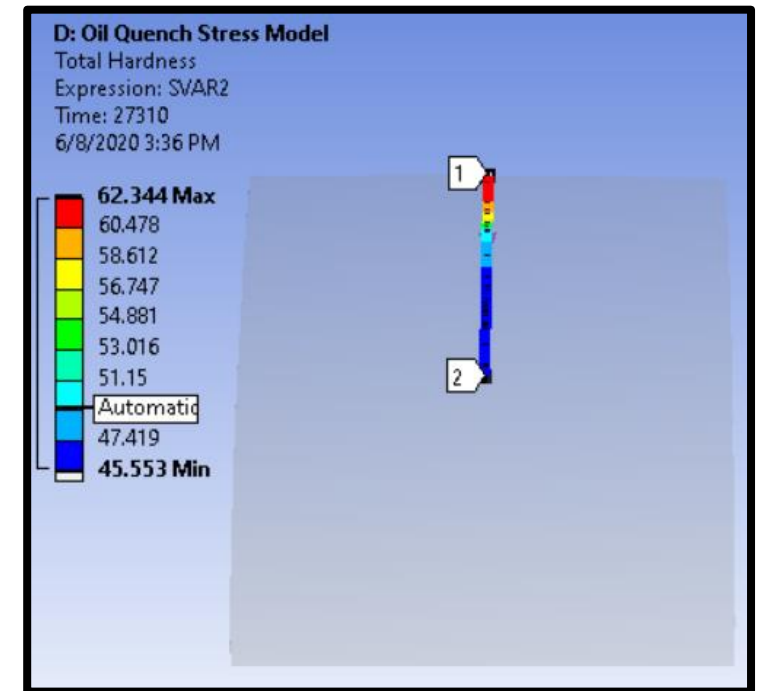 D: Oil Quench Stress Model
Total Hardness
Expression: SVAR2
Time: 27310
6/8/2020 3:36 PM
62.344 Max
60.478
58.612
56.747
54.881
53.016
51.15
Automatic
47.419
45.553 Min
1
2